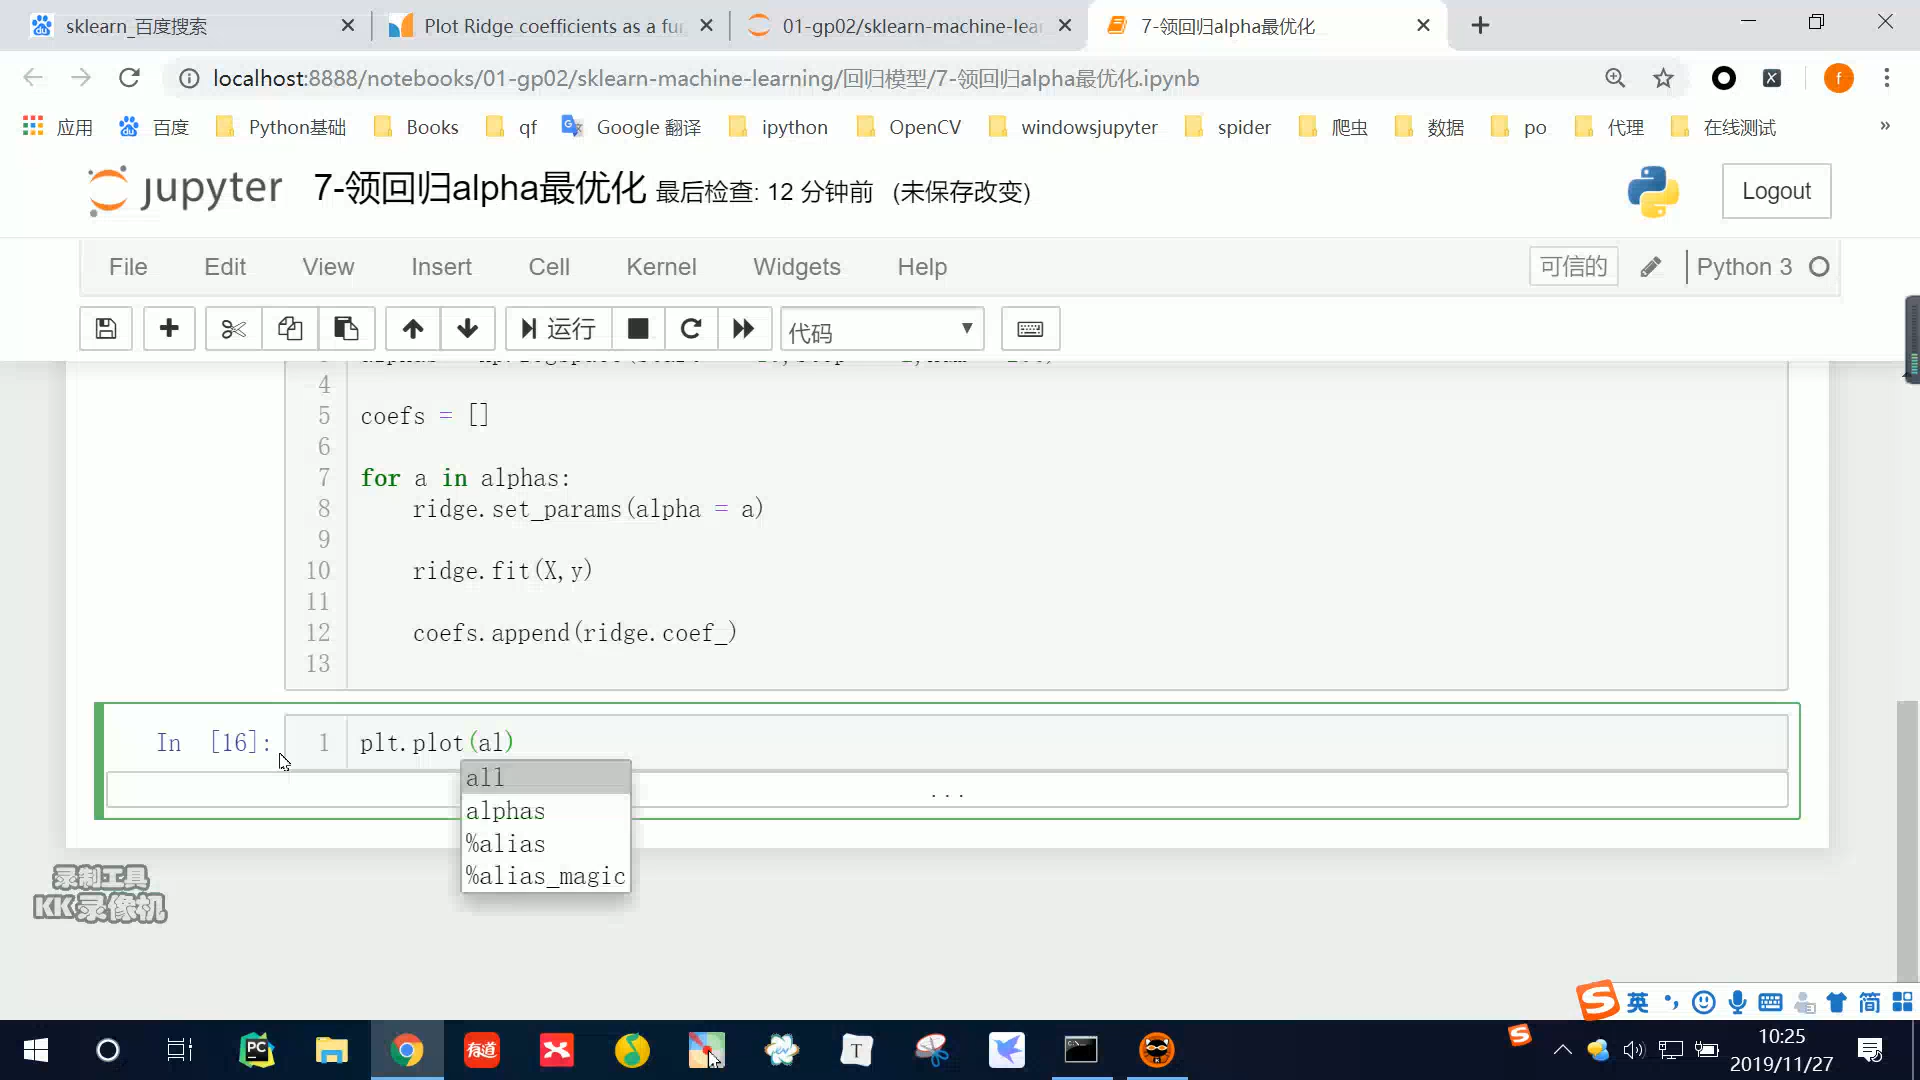 sklearn_百度搜索
Plot Ridge coefficients as a fun
01-gp02/sklearn-machine-lear
7-领回归alpha最优化
localhost:8888/notebooks/01-gp02/sklearn-machine-learning/回归模型/7-领回归alpha最优化.ipynb
应用 百度 Python基础 Books qf Google 翻译 ipython OpenCV windowsjupyter spider 爬虫 数据 po 代理 在线测试 »
jupyter 7-领回归alpha最优化 最后检查: 12 分钟前 (未保存改变) Logout
File Edit View Insert Cell Kernel Widgets Help 可信的 Python 3
运行 代码
4
5 coefs = []
6
7 for a in alphas:
8 ridge.set_params(alpha = a)
9
10 ridge.fit(X,y)
11
12 coefs.append(ridge.coef_)
13
In [16]: 1 plt.plot(al)
...
all
alphas
%alias
%alias_magic
录制工具
KK录像机
英 简
10:25
2019/11/27